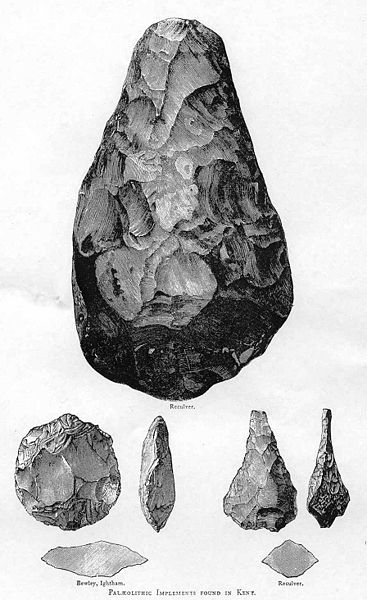 Reculver.
Bewley, Ightham.
Reculver.
PALÆOLITHIC IMPLEMENTS FOUND IN KENT.